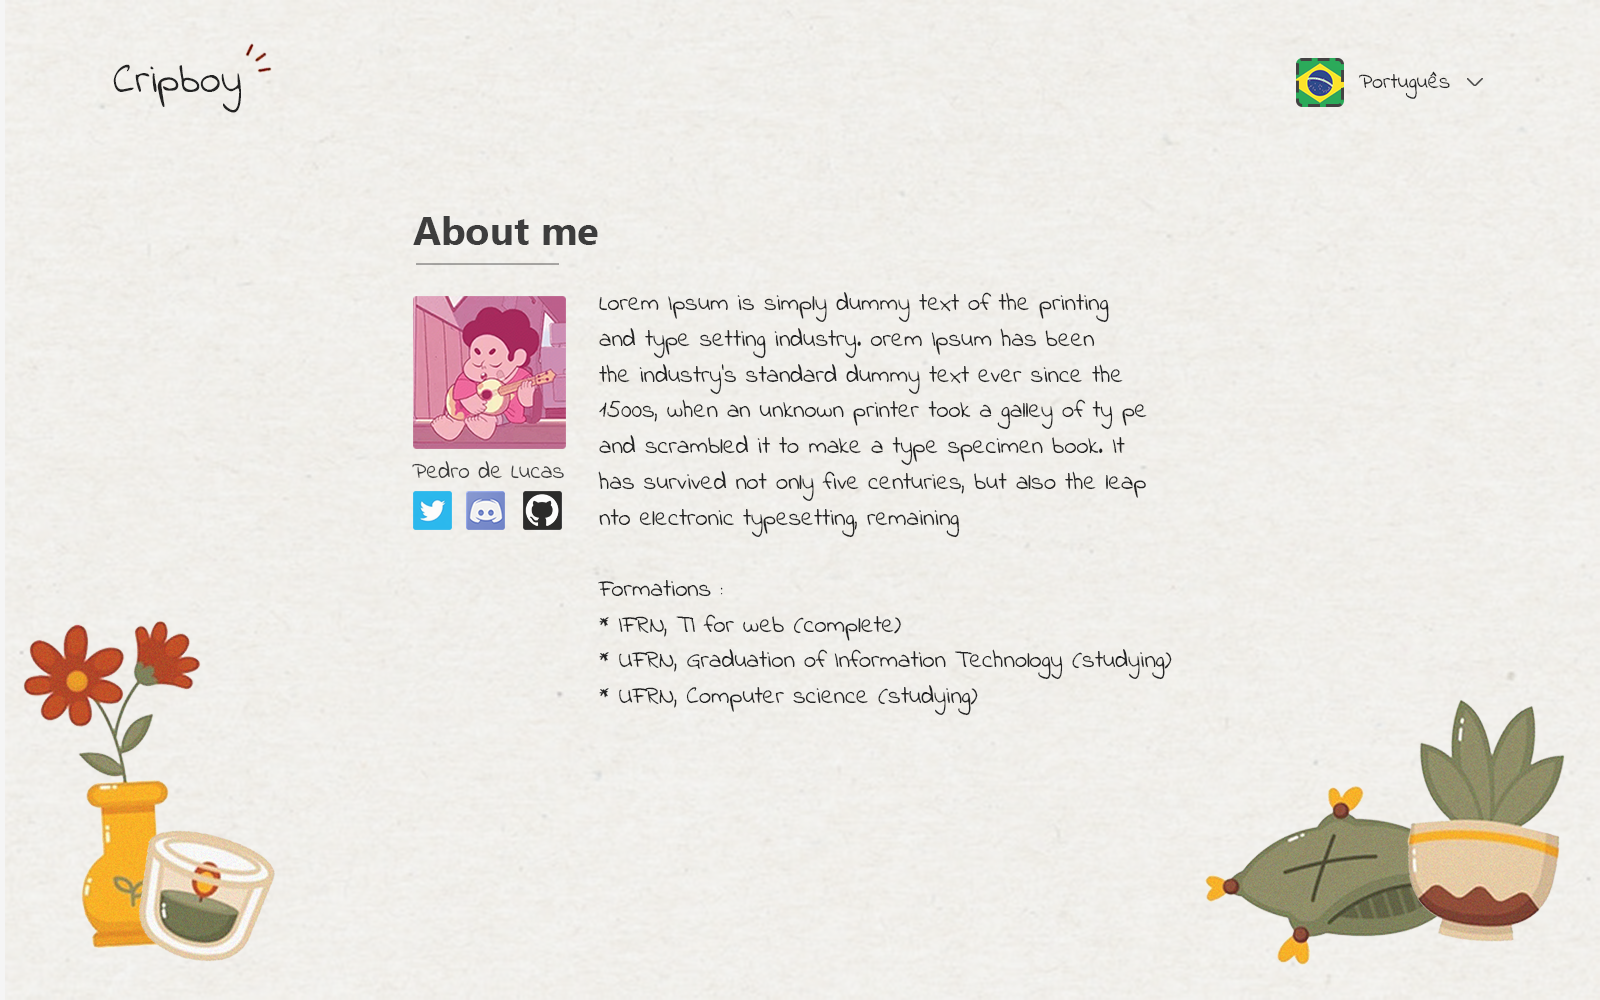 Cripboy
Português
About me
Lorem Ipsum is simply dummy text of the printing
and type setting industry. orem Ipsum has been
the industry's standard dummy text ever since the
1500s, when an unknown printer took a galley of ty pe
and scrambled it to make a type specimen book. It
has survived not only five centuries, but also the leap
nto electronic typesetting, remaining
Pedro de Lucas
Formations :
* IFRN, TI for web (complete)
* UFRN, Graduation of Information Technology (studying)
* UFRN, Computer science (studying)